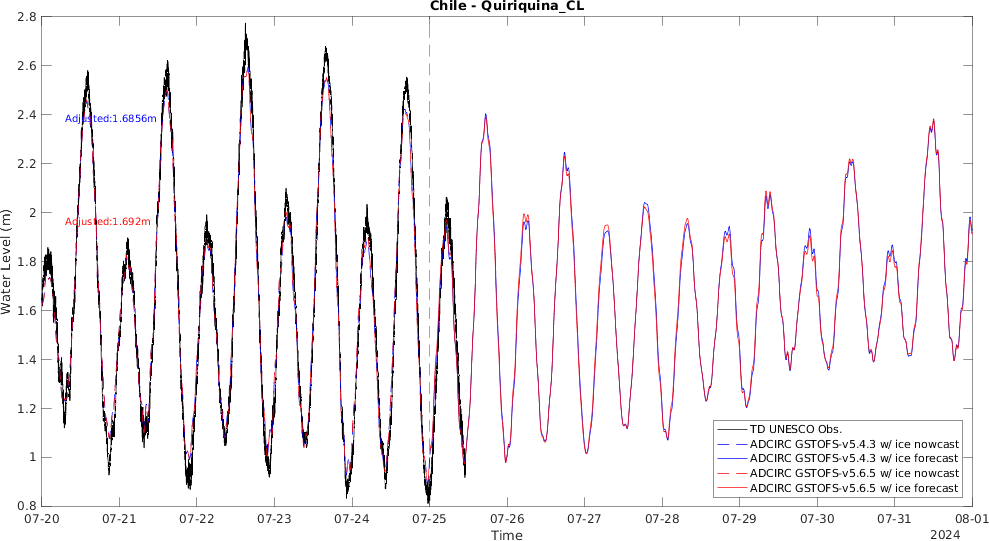 Chile - Quiriquina_CL
2.8
2.6
2.4
2.2
2
1.8
1.6
1.4
1.2
1
0.8
Water Level (m)
Adjusted:1.6856m
Adjusted:1.692m
TD UNESCO Obs.
ADCIRC GSTOFS-v5.4.3 w/ ice nowcast
ADCIRC GSTOFS-v5.4.3 w/ ice forecast
ADCIRC GSTOFS-v5.6.5 w/ ice nowcast
ADCIRC GSTOFS-v5.6.5 w/ ice forecast
07-20 07-21 07-22 07-23 07-24 07-25 07-26 07-27 07-28 07-29 07-30 07-31 08-01
Time
2024